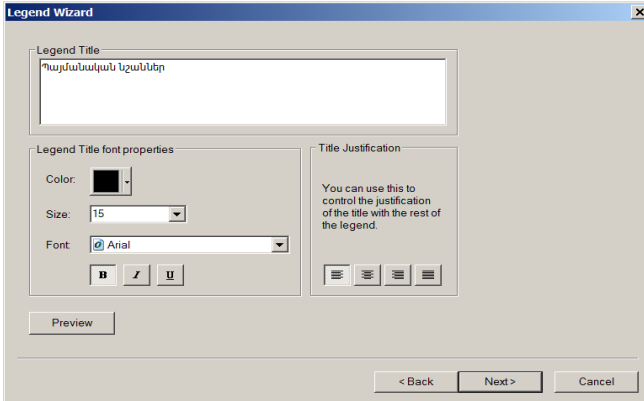 Legend Wizard
Legend Title
Պայմանական նշաններ
Legend Title font properties
Color:
Size: 15
Font: Arial
B I U
Title Justification
You can use this to
control the justification
of the title with the rest of
the legend.
Preview
< Back Next > Cancel